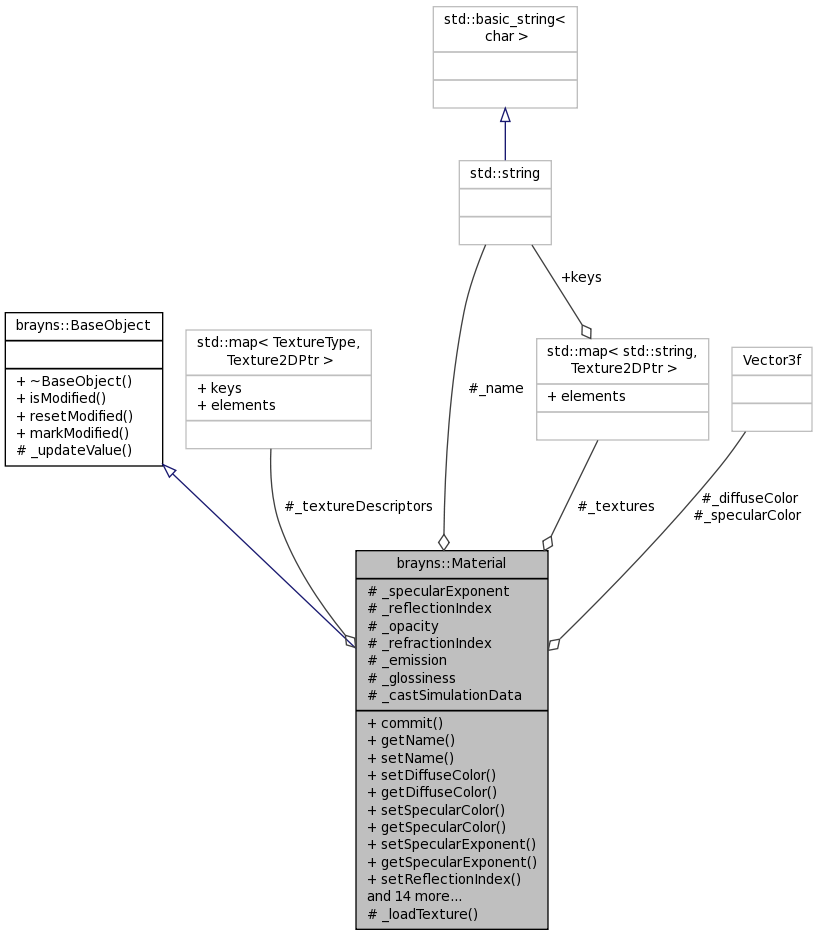 std::basic_string<
char >
std::string
+keys
brayns::BaseObject
+ ~BaseObject()
+ isModified()
+ resetModified()
+ markModified()
# _updateValue()
std::map< TextureType,
Texture2DPtr >
+ keys
+ elements
#_name
std::map< std::string,
Texture2DPtr >
+ elements
Vector3f
#_textureDescriptors
#_textures
#_diffuseColor
#_specularColor
brayns::Material
# _specularExponent
# _reflectionIndex
# _opacity
# _refractionIndex
# _emission
# _glossiness
# _castSimulationData
+ commit()
+ getName()
+ setName()
+ setDiffuseColor()
+ getDiffuseColor()
+ setSpecularColor()
+ getSpecularColor()
+ setSpecularExponent()
+ getSpecularExponent()
+ setReflectionIndex()
and 14 more...
# _loadTexture()